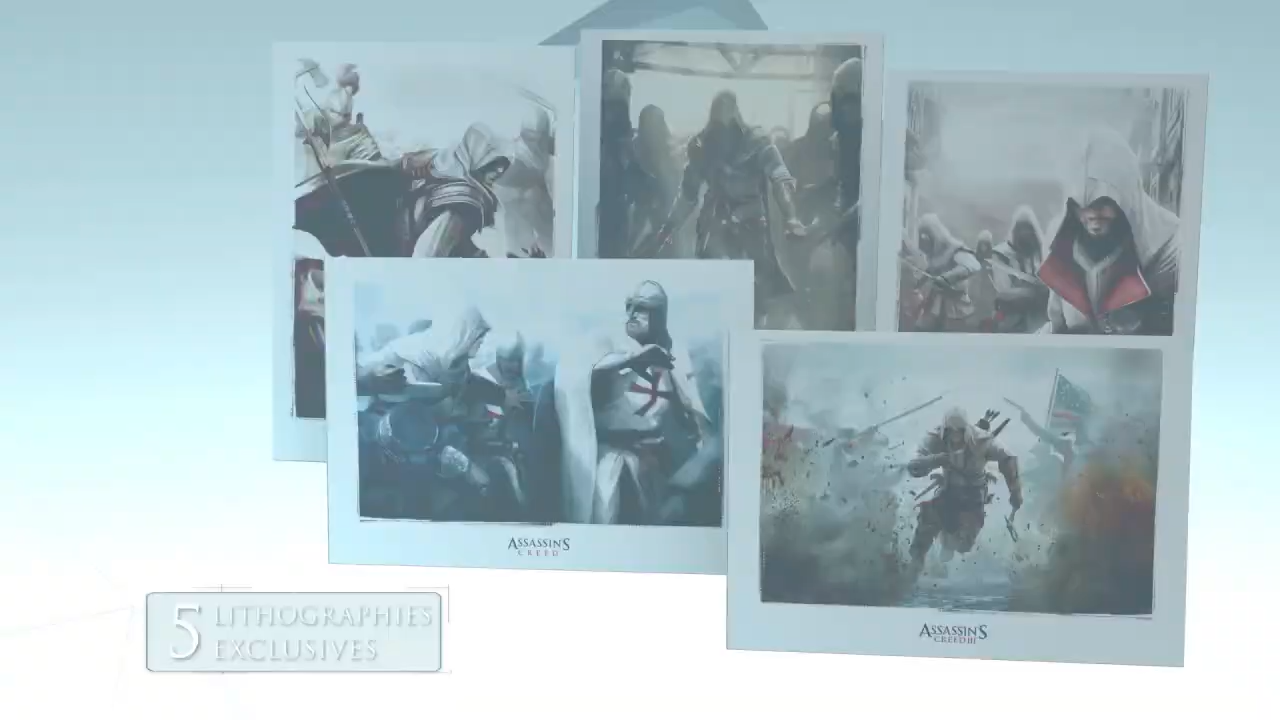 ASSASSIN'S
CREED
ASSASSIN'S
CREED III
5 LITHOGRAPHIES
EXCLUSIVES